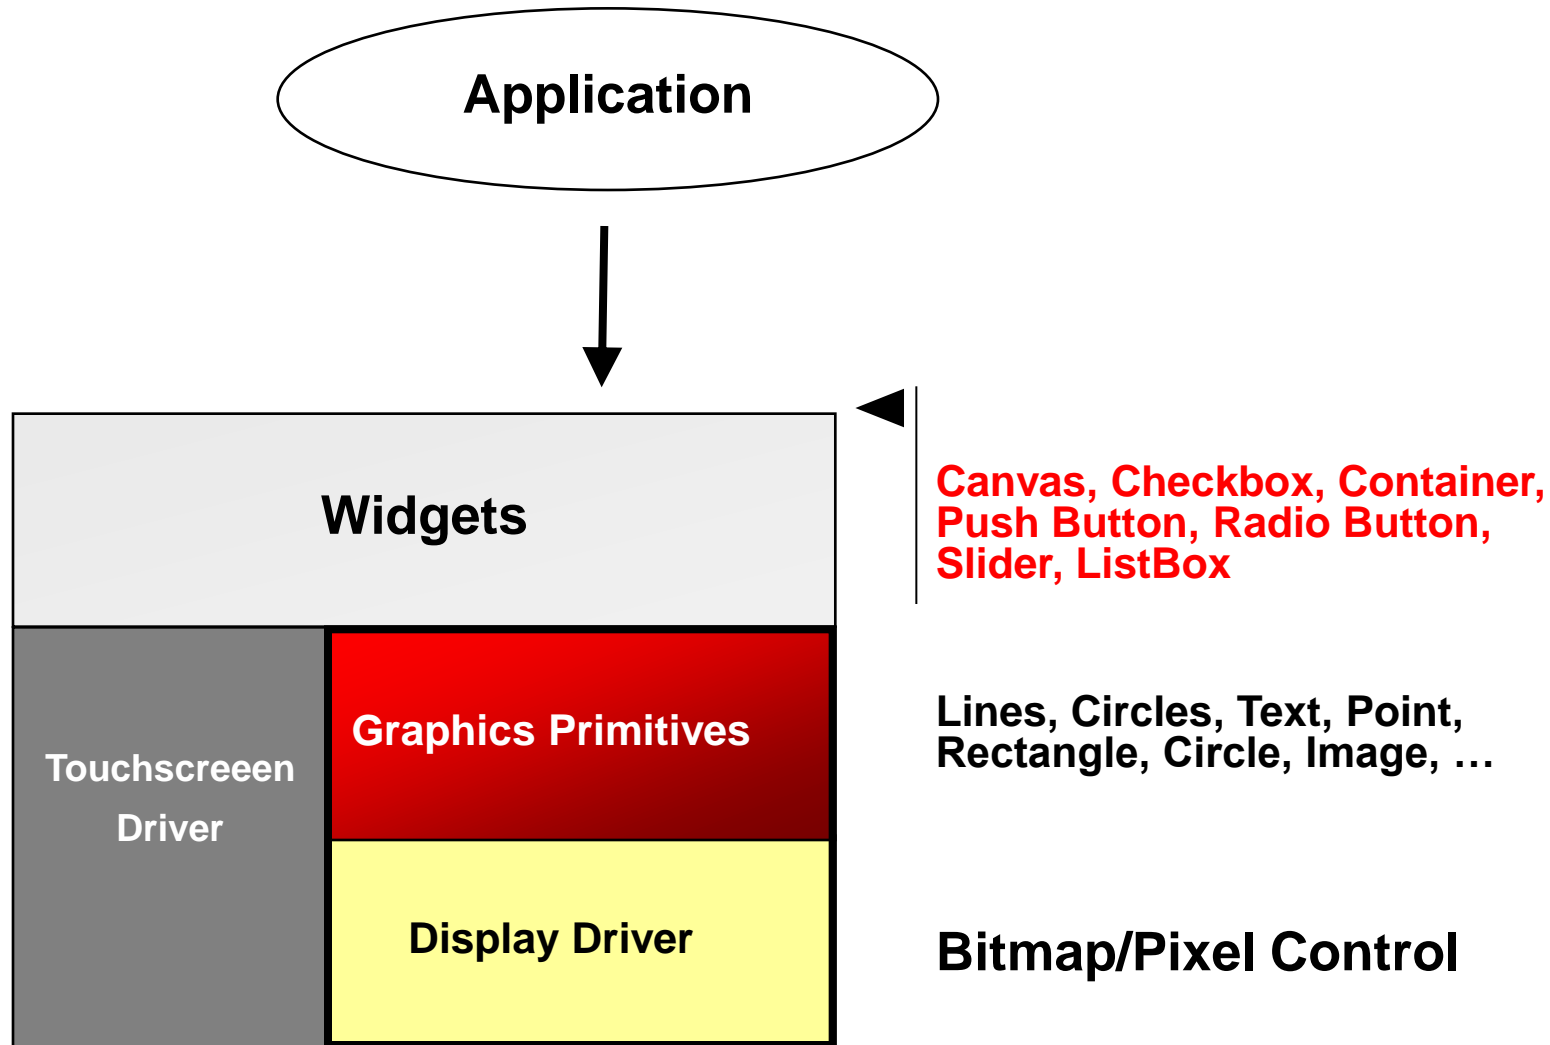 Application
Widgets
Canvas, Checkbox, Container,
Push Button, Radio Button,
Slider, ListBox
Graphics Primitives
Lines, Circles, Text, Point,
Rectangle, Circle, Image, …
Touchscreeen
Driver
Display Driver
Bitmap/Pixel Control